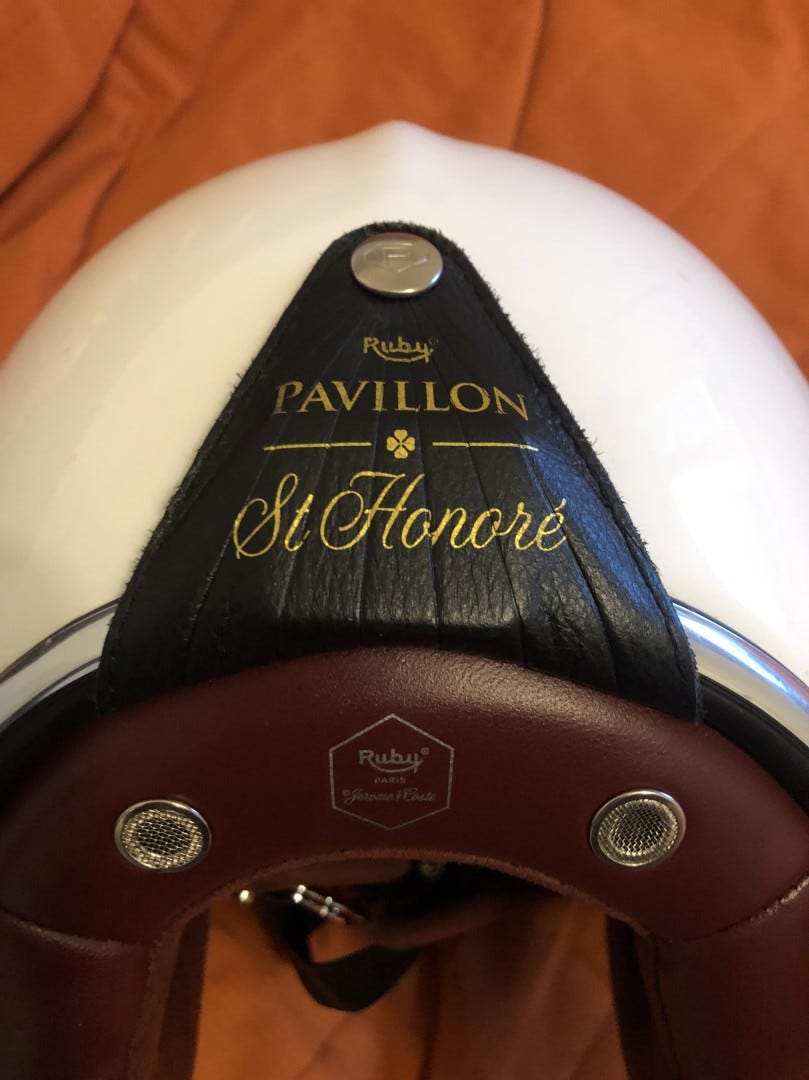 Ruby
PAVILLON
St Honoré
Ruby®
PARIS
©Jerome Coste